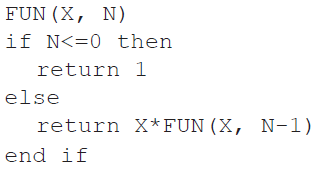 FUN(X, N)
if N<=0 then
return 1
else
return X*FUN(X, N-1)
end if